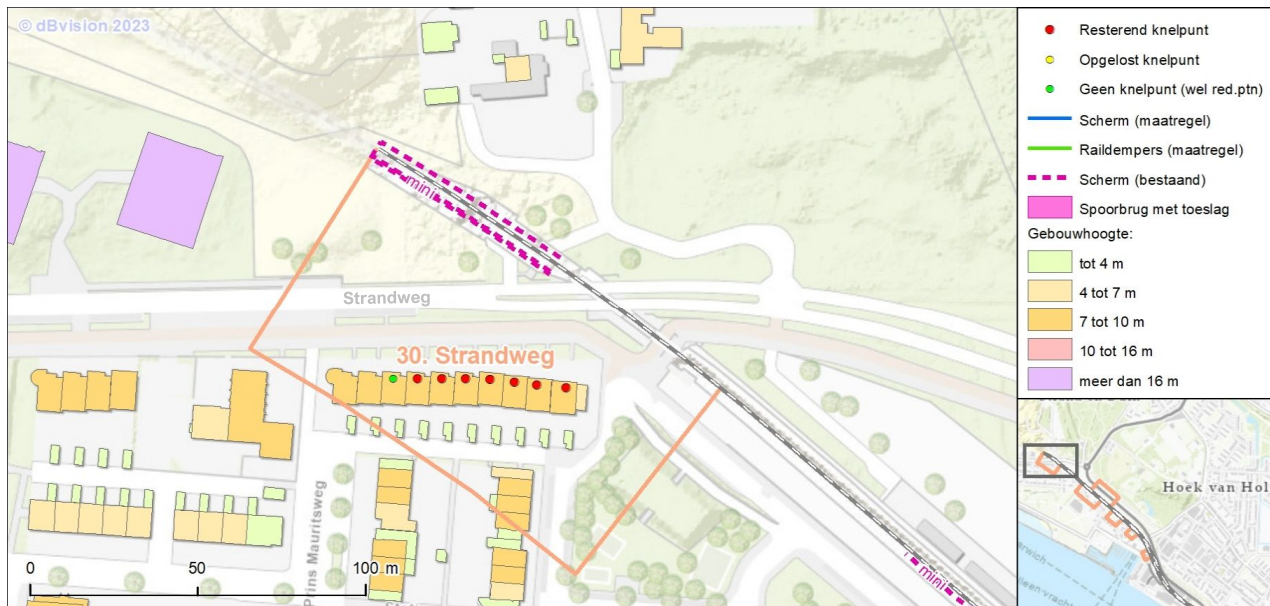 © dBvision 2023
mini
Strandweg
30. Strandweg
Prins Mauritsweg
mini
0 50 100 m
Resterend knelpunt
Opgelost knelpunt
Geen knelpunt (wel red.ptn)
Scherm (maatregel)
Raildempers (maatregel)
Scherm (bestaand)
Spoorbrug met toeslag
Gebouwhoogte:
tot 4 m
4 tot 7 m
7 tot 10 m
10 tot 16 m
meer dan 16 m
Hoek van Hol